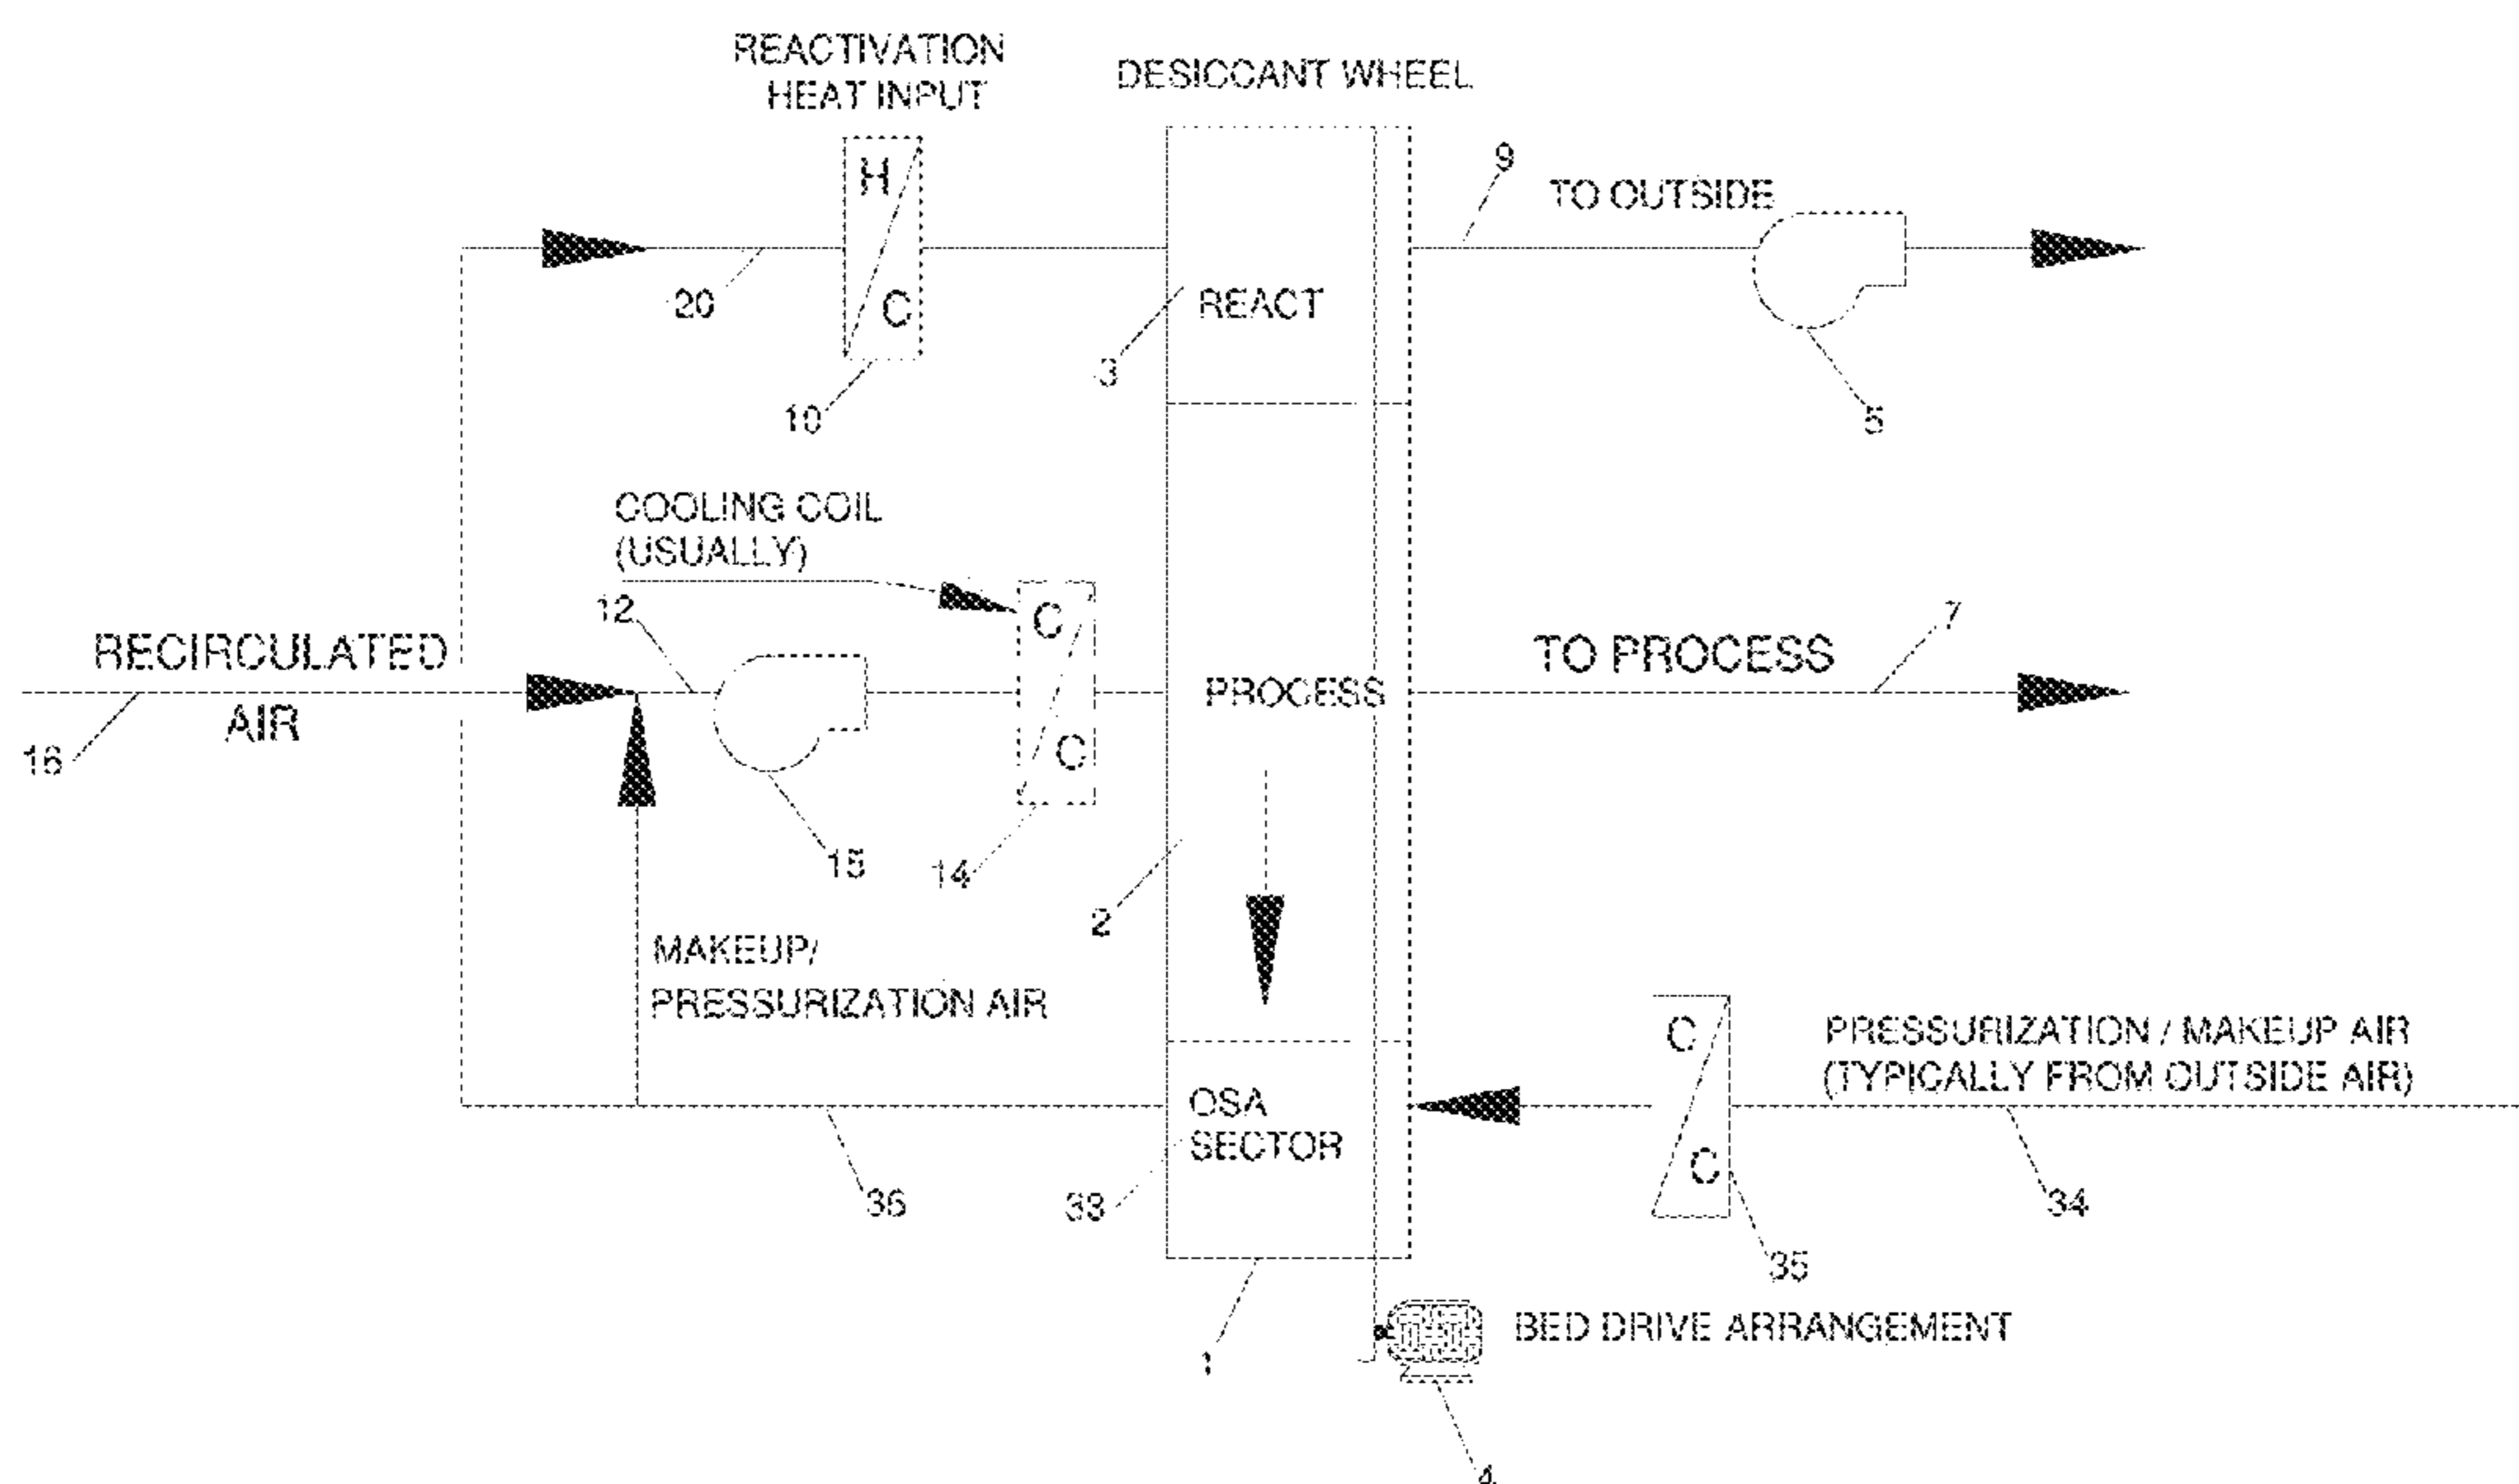 REACTIVATION
HEAT INPUT
DESICCANT WHEEL
H
C
9
TO OUTSIDE
20
REACT
3
10
5
COOLING COIL
(USUALLY)
12
C
C
7
RECIRCULATED
AIR
TO PROCESS
PROCESS
16
15
14
2
MAKEUP/
PRESSURIZATION AIR
C
C
PRESSURIZATION / MAKEUP AIR
(TYPICALLY FROM OUTSIDE AIR)
OSA
SECTOR
36
33
34
35
1
BED DRIVE ARRANGEMENT
4